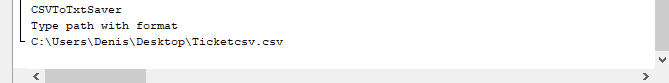 CSVToTxtSaver
Type path with format
C:\Users\Denis\Desktop\Ticketcsv.csv